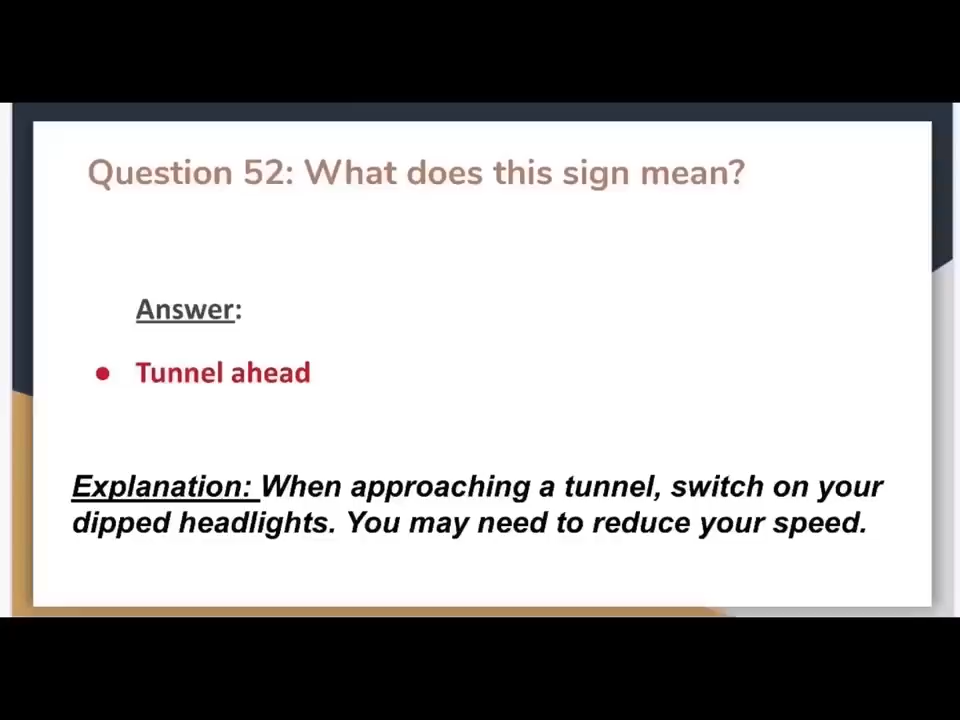 Question 52: What does this sign mean?
Answer:
● Tunnel ahead
Explanation: When approaching a tunnel, switch on your
dipped headlights. You may need to reduce your speed.